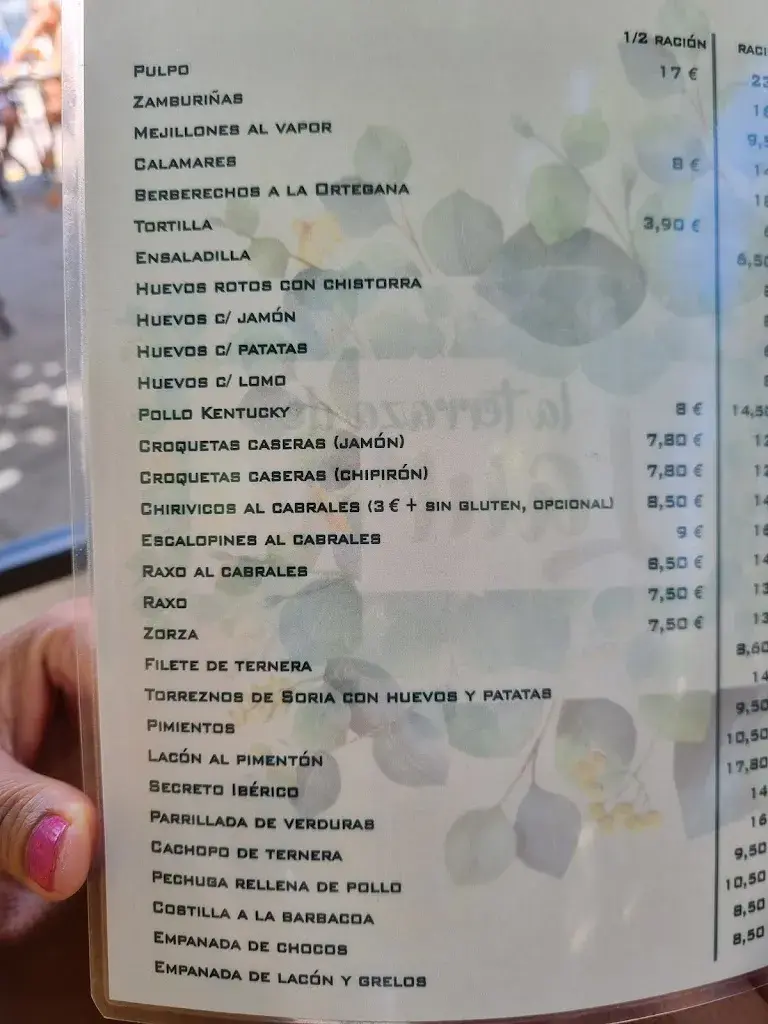 1/2 RACIÓN
PULPO 17 €
ZAMBURIÑAS
MEJILLONES AL VAPOR
CALAMARES 8 €
BERBERECHOS A LA ORTEGANA
TORTILLA 3,90 €
ENSALADILLA
HUEVOS ROTOS CON CHISTORRA
HUEVOS C/ JAMÓN
HUEVOS C/ PATATAS
HUEVOS C/ LOMO
POLLO KENTUCKY 8 €
CROQUETAS CASERAS (JAMÓN) 7,80 €
CROQUETAS CASERAS (CHIPIRÓN) 7,80 €
CHIRIVICOS AL CABRALES (3 € + SIN GLUTEN, OPCIONAL) 8,50 €
ESCALOPINES AL CABRALES 9 €
RAXO AL CABRALES 8,50 €
RAXO 7,50 €
ZORZA 7,50 €
FILETE DE TERNERA
TORREZNOS DE SORIA CON HUEVOS Y PATATAS
PIMIENTOS
LACÓN AL PIMENTÓN
SECRETO IBÉRICO
PARRILLADA DE VERDURAS
CACHOPO DE TERNERA
PECHUGA RELLENA DE POLLO
COSTILLA A LA BARBACOA
EMPANADA DE CHOCOS
EMPANADA DE LACÓN Y GRELOS